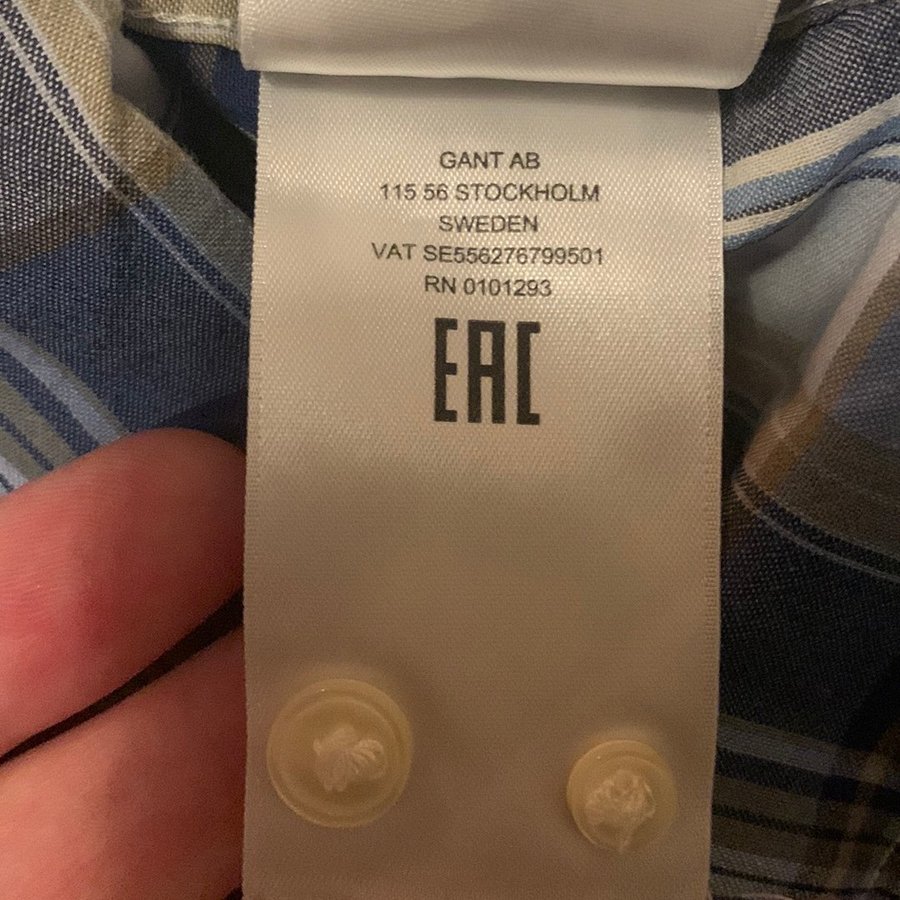 GANT AB
115 56 STOCKHOLM
SWEDEN
VAT SE556276799501
RN 0101293
EAC